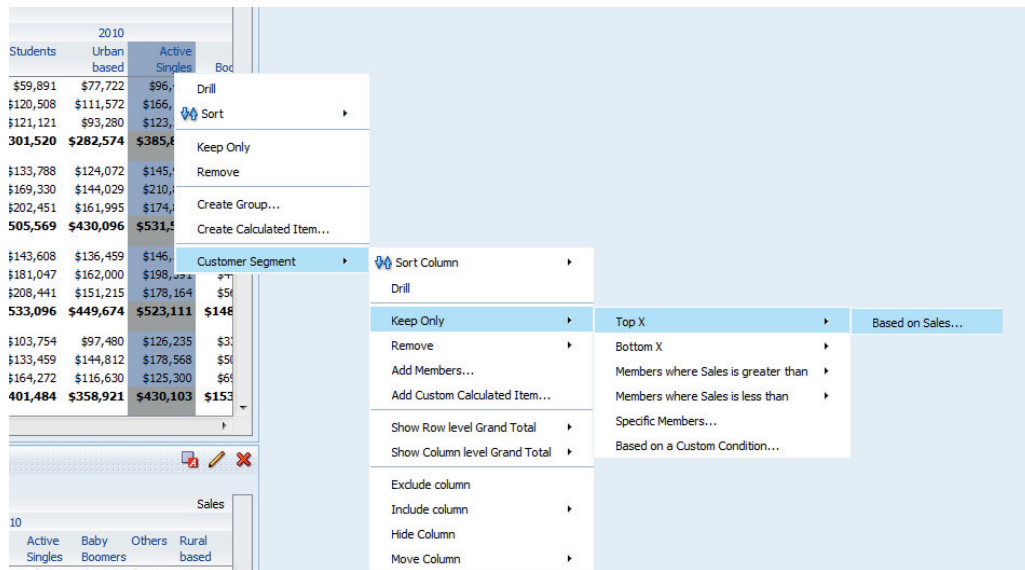 2010
Students Urban Active
based Singles
$59,891 $77,722 $96,
$120,508 $111,572 $166,
$121,121 $93,280 $123,
301,520 $282,574 $385,8
$133,788 $124,072 $145,
$169,330 $144,029 $210,
$202,451 $161,995 $174,
505,569 $430,096 $531,5
$143,608 $136,459 $146,
$181,047 $162,000 $198,591
$208,441 $151,215 $178,164
533,096 $449,674 $523,111 $148
$103,754 $97,480 $126,235
$133,459 $144,812 $178,568
$164,272 $116,630 $125,300
401,484 $358,921 $430,103 $153
Drill
Sort
Keep Only
Remove
Create Group...
Create Calculated Item...
Customer Segment
Sort Column
Drill
Keep Only
Remove
Add Members...
Add Custom Calculated Item...
Show Row level Grand Total
Show Column level Grand Total
Exclude column
Include column
Hide Column
Move Column
Top X
Bottom X
Members where Sales is greater than
Members where Sales is less than
Specific Members...
Based on a Custom Condition...
Based on Sales...
Sales
10
Active Baby Others Rural
Singles Boomers based